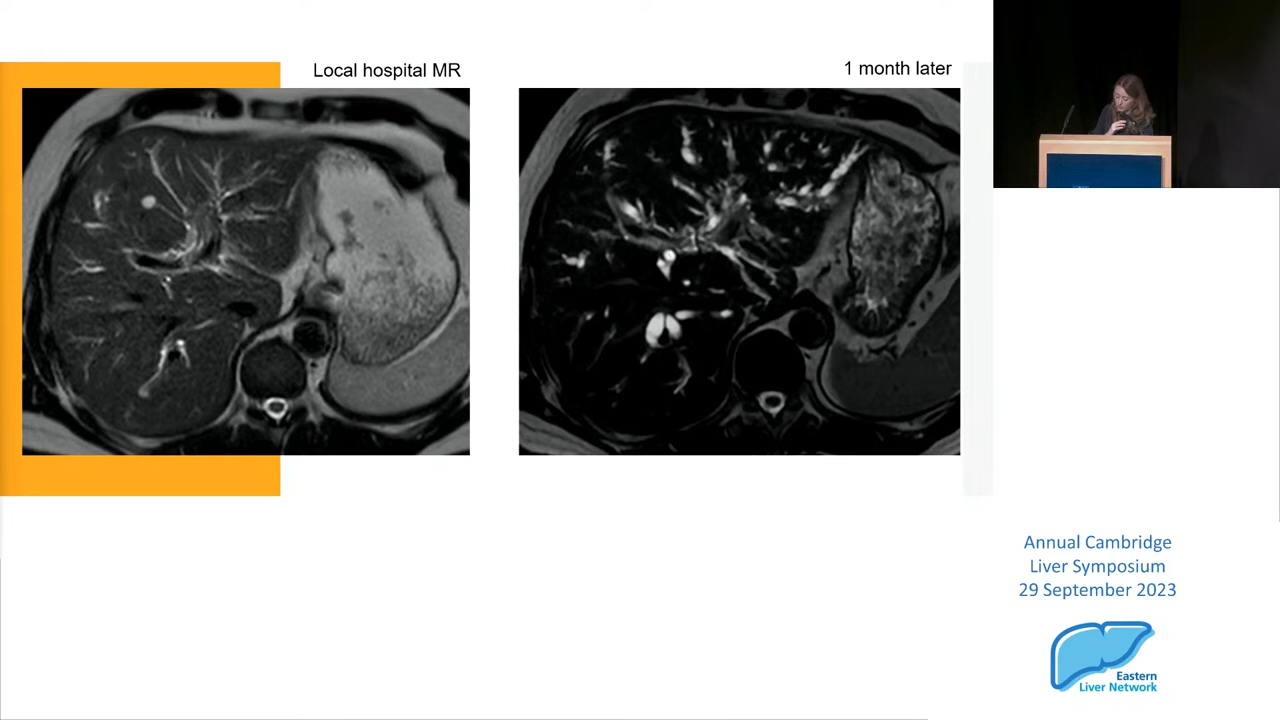 Local hospital MR
1 month later
Annual Cambridge
Liver Symposium
29 September 2023
Eastern
Liver Network